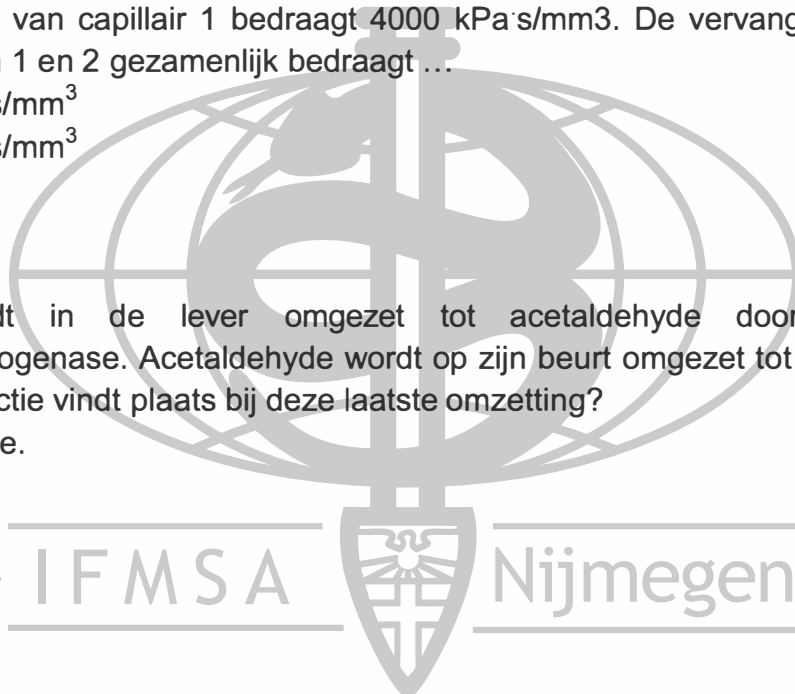 van capillair 1 bedraagt 4000 kPa·s/mm3. De vervang
1 en 2 gezamenlijk bedraagt …
s/mm³
s/mm³
dt in de lever omgezet tot acetaldehyde door
ogenase. Acetaldehyde wordt op zijn beurt omgezet tot
ctie vindt plaats bij deze laatste omzetting?
e.
IFMSA Nijmegen